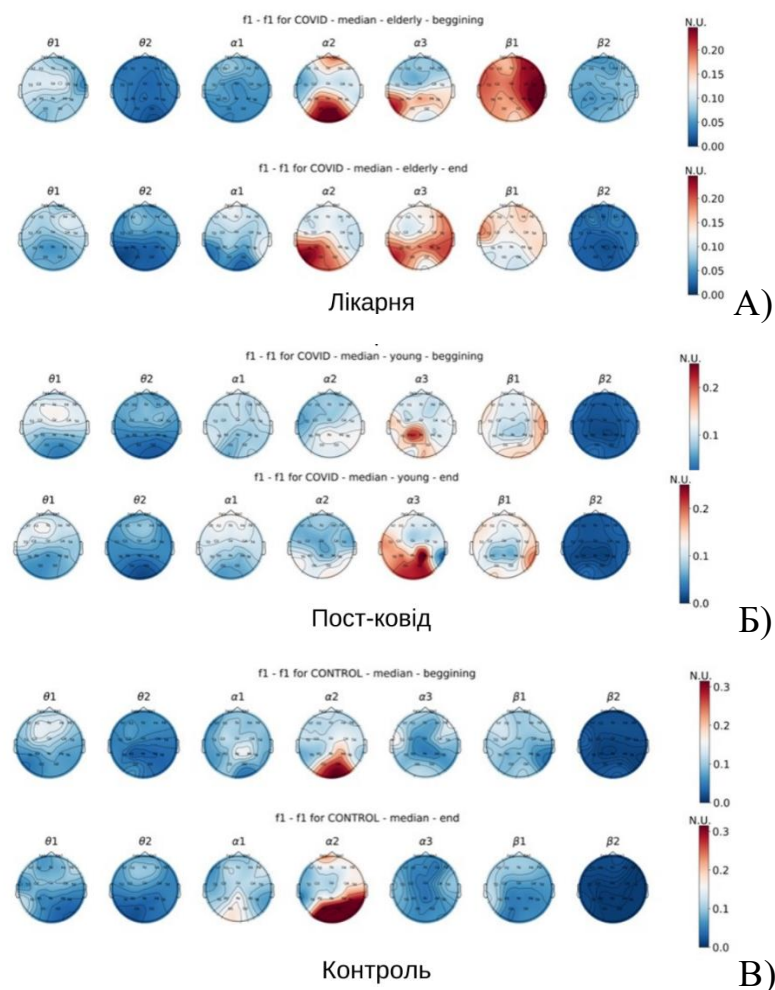 f1 - f1 for COVID - median - elderly - beggining
N.U.
θ1 θ2 α1 α2 α3 β1 β2
0.20
0.15
0.10
0.05
0.00
f1 - f1 for COVID - median - elderly - end
N.U.
θ1 θ2 α1 α2 α3 β1 β2
0.20
0.15
0.10
0.05
0.00
Лікарня
А)
f1 - f1 for COVID - median - young - beggining
N.U.
θ1 θ2 α1 α2 α3 β1 β2
0.2
0.1
f1 - f1 for COVID - median - young - end
N.U.
θ1 θ2 α1 α2 α3 β1 β2
0.2
0.1
0.0
Пост-ковід
Б)
f1 - f1 for CONTROL - median - beggining
N.U.
θ1 θ2 α1 α2 α3 β1 β2
0.3
0.2
0.1
0.0
f1 - f1 for CONTROL - median - end
N.U.
θ1 θ2 α1 α2 α3 β1 β2
0.3
0.2
0.1
0.0
Контроль
В)